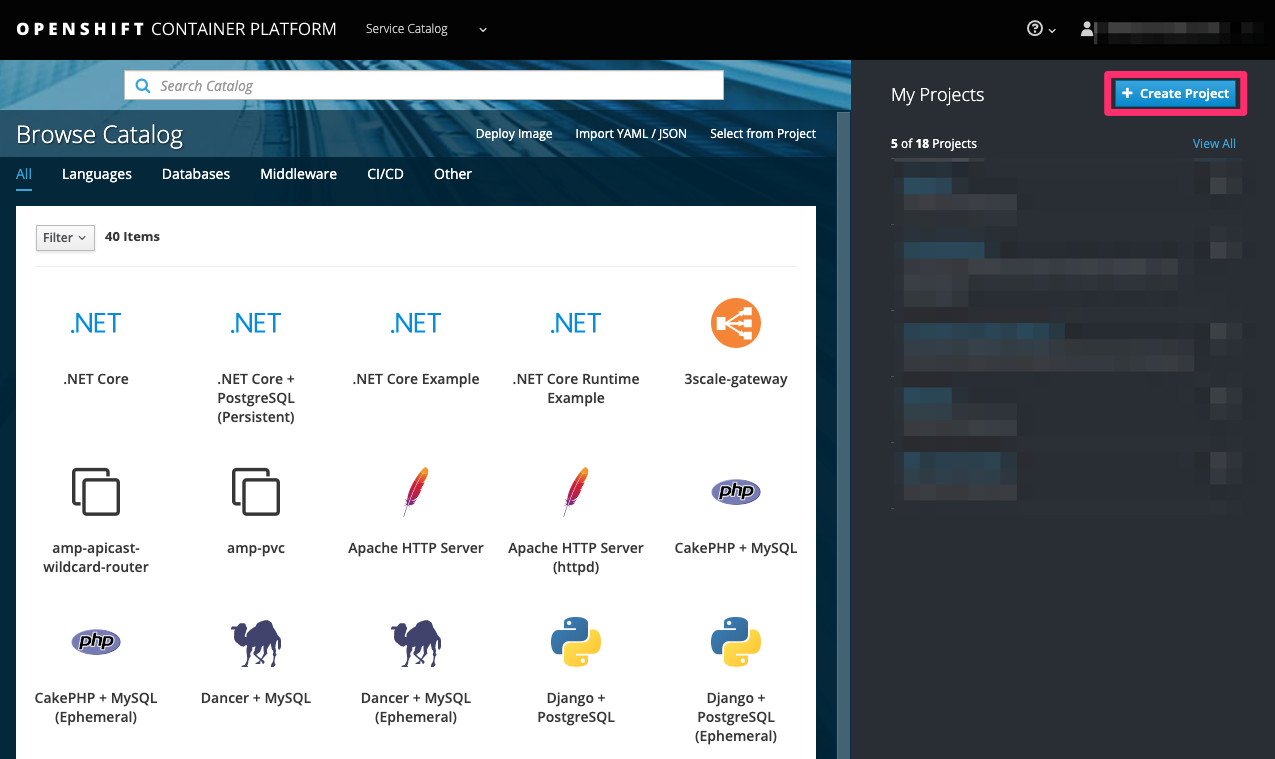 OPENSHIFT CONTAINER PLATFORM
Service Catalog
Search Catalog
Browse Catalog
Deploy Image
Import YAML / JSON
Select from Project
All
Languages
Databases
Middleware
CI/CD
Other
Filter
40 Items
.NET
.NET
.NET
.NET
.NET Core
.NET Core +
PostgreSQL
(Persistent)
.NET Core Example
.NET Core Runtime
Example
3scale-gateway
amp-apicast-
wildcard-router
amp-pvc
Apache HTTP Server
Apache HTTP Server
(httpd)
php
CakePHP + MySQL
php
CakePHP + MySQL
(Ephemeral)
Dancer + MySQL
Dancer + MySQL
(Ephemeral)
Django +
PostgreSQL
Django +
PostgreSQL
(Ephemeral)
My Projects
+ Create Project
5 of 18 Projects
View All